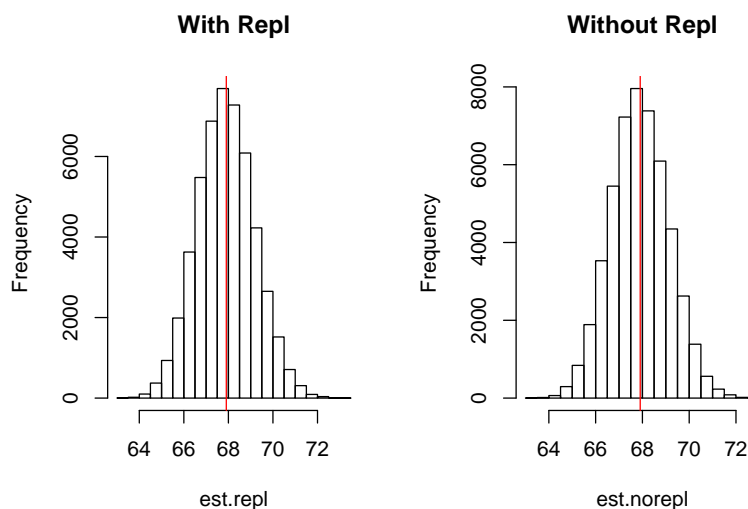 With Repl
Frequency
0
2000
4000
6000
64 66 68 70 72
est.repl
Without Repl
Frequency
0
2000
4000
6000
8000
64 66 68 70 72
est.norepl